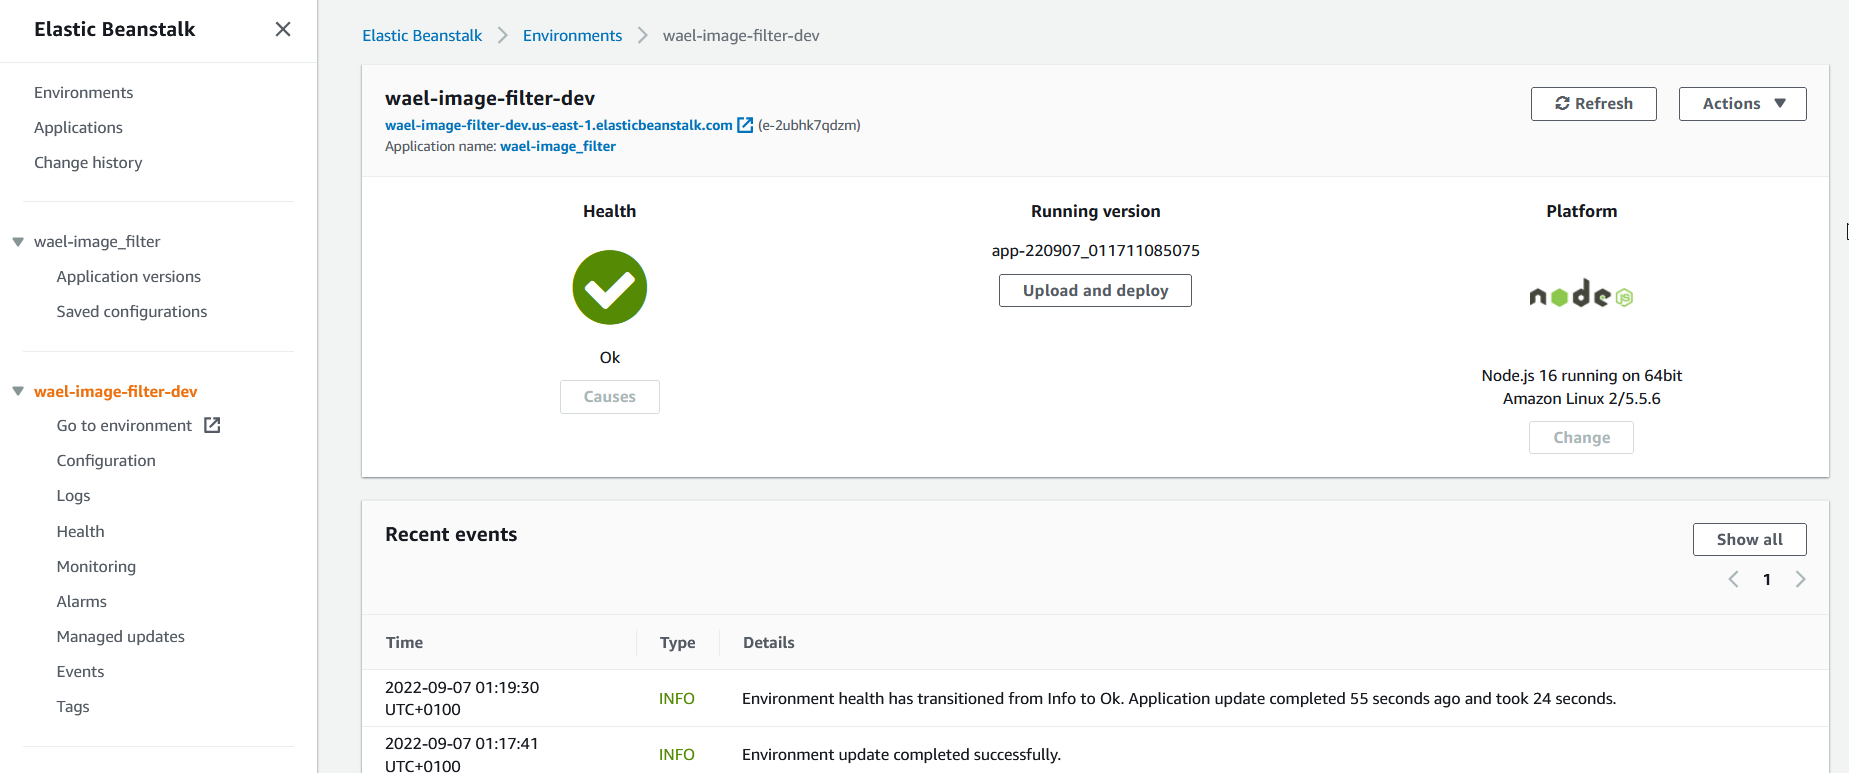 Elastic Beanstalk
Environments
Applications
Change history
wael-image_filter
Application versions
Saved configurations
wael-image-filter-dev
Go to environment
Configuration
Logs
Health
Monitoring
Alarms
Managed updates
Events
Tags
Elastic Beanstalk Environments wael-image-filter-dev
wael-image-filter-dev
Refresh Actions
wael-image-filter-dev.us-east-1.elasticbeanstalk.com (e-2ubhk7qdzm)
Application name: wael-image_filter
Health
Ok
Causes
Running version
app-220907_011711085075
Upload and deploy
Platform
node JS
Node.js 16 running on 64bit
Amazon Linux 2/5.5.6
Change
Recent events
Show all
1
Time Type Details
2022-09-07 01:19:30
UTC+0100
INFO
Environment health has transitioned from Info to Ok. Application update completed 55 seconds ago and took 24 seconds.
2022-09-07 01:17:41
UTC+0100
INFO
Environment update completed successfully.